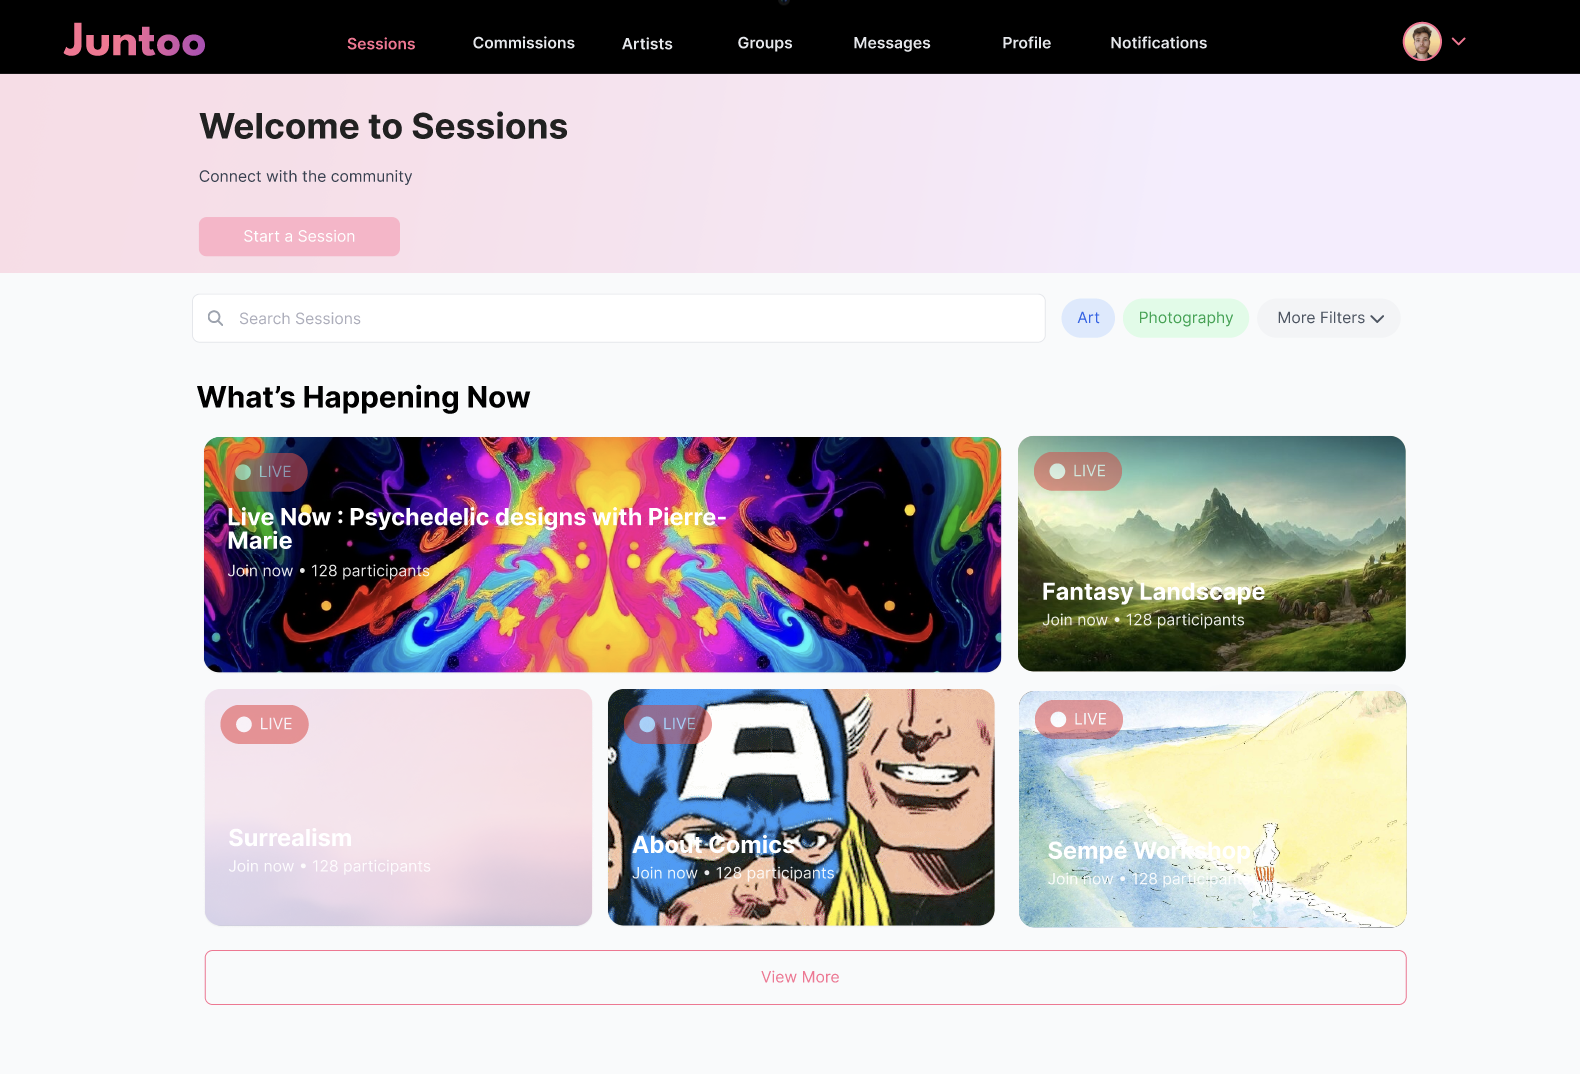 Juntoo
Sessions
Commissions
Artists
Groups
Messages
Profile
Notifications
Welcome to Sessions
Connect with the community
Start a Session
Search Sessions
Art
Photography
More Filters
What’s Happening Now
LIVE
Live Now : Psychedelic designs with Pierre-
Marie
Join now • 128 participants
LIVE
Fantasy Landscape
Join now • 128 participants
LIVE
Surrealism
Join now • 128 participants
LIVE
A
About Comics
Join now • 128 participants
LIVE
Sempé Workshop
Join now • 128 participants
View More